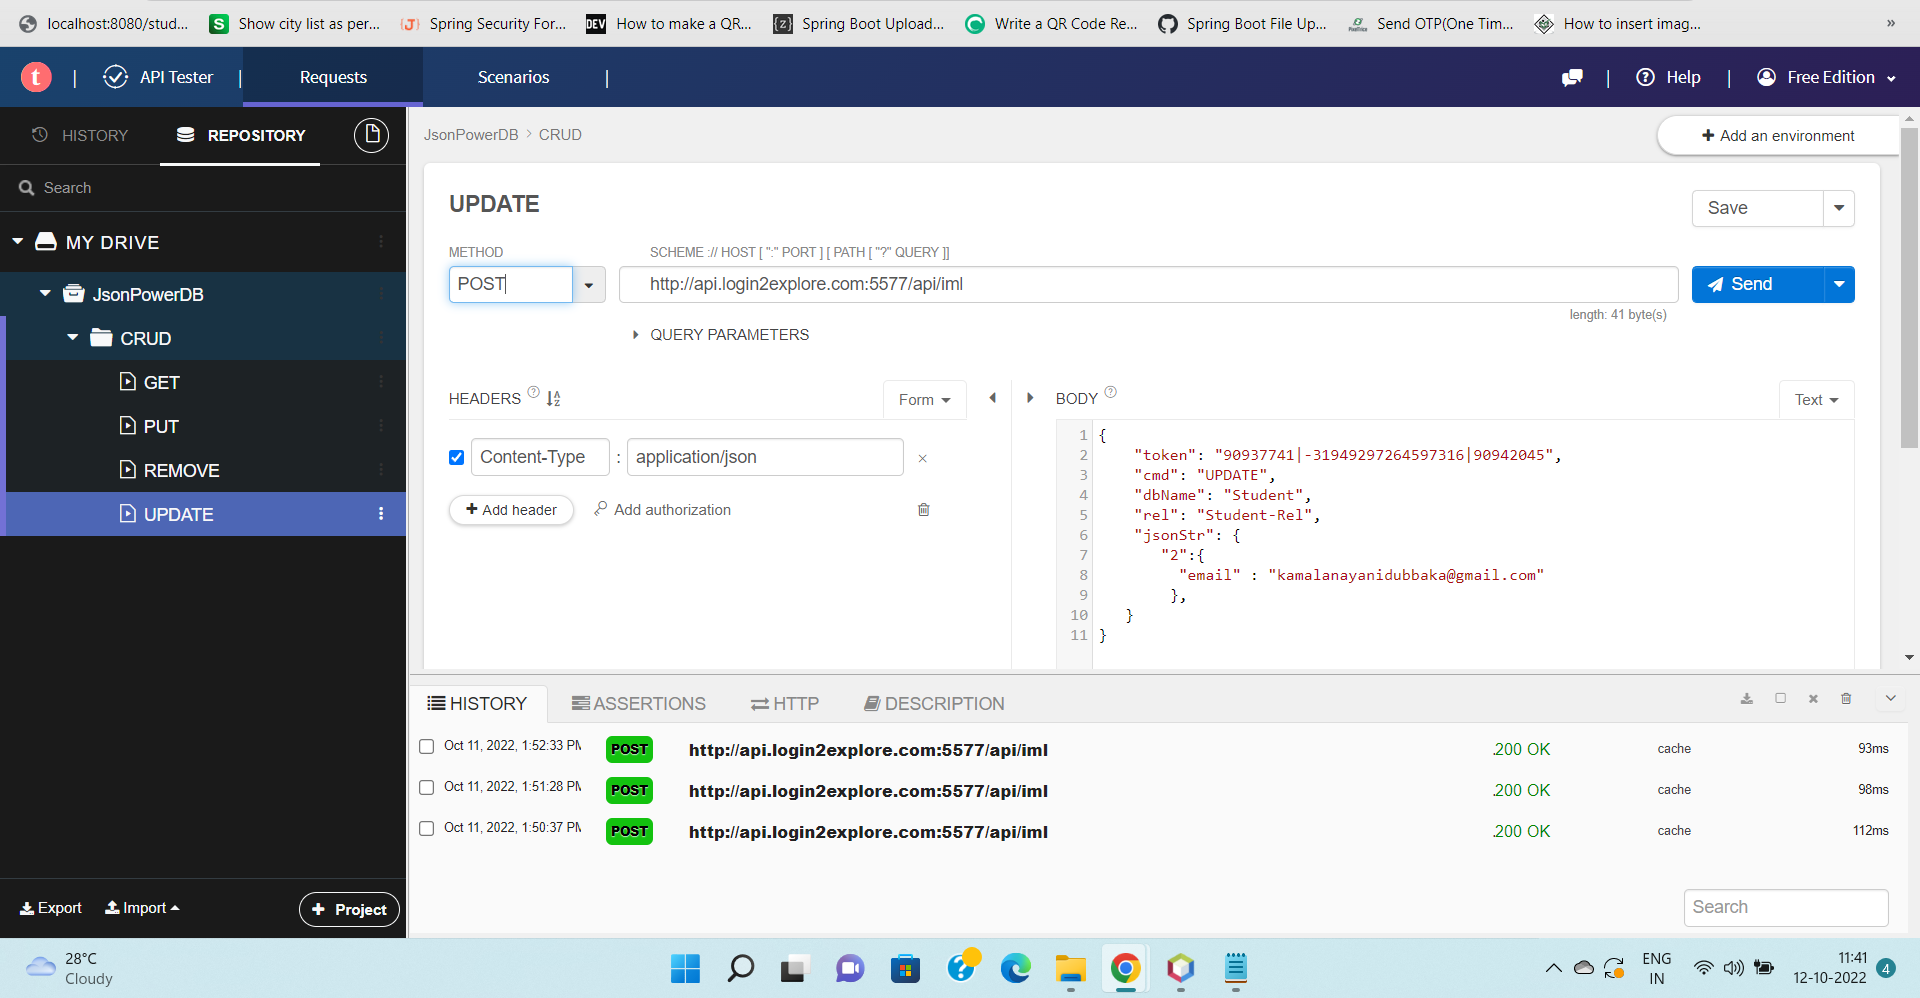 localhost:8080/stud... Show city list as per... Spring Security For... How to make a QR... Spring Boot Upload... Write a QR Code Re... Spring Boot File Up... Send OTP(One Tim... How to insert imag... »
t | API Tester | Requests Scenarios | | Help | Free Edition
HISTORY REPOSITORY
JsonPowerDB > CRUD
+ Add an environment
Search
UPDATE
Save
MY DRIVE
METHOD SCHEME :// HOST [ ":" PORT ] [ PATH [ "?" QUERY ]]
POST http://api.login2explore.com:5577/api/iml Send
length: 41 byte(s)
QUERY PARAMETERS
JsonPowerDB
CRUD
GET
PUT
REMOVE
UPDATE
HEADERS ? Form
BODY ? Text
Content-Type : application/json ×
+ Add header Add authorization
1 {
2 "token": "90937741|-31949297264597316|90942045",
3 "cmd": "UPDATE",
4 "dbName": "Student",
5 "rel": "Student-Rel",
6 "jsonStr": {
7 "2":{
8 "email" : "kamalanayanidubbaka@gmail.com"
9 },
10 }
11 }
HISTORY ASSERTIONS HTTP DESCRIPTION
Oct 11, 2022, 1:52:33 PM POST http://api.login2explore.com:5577/api/iml .200 OK cache 93ms
Oct 11, 2022, 1:51:28 PM POST http://api.login2explore.com:5577/api/iml .200 OK cache 98ms
Oct 11, 2022, 1:50:37 PM POST http://api.login2explore.com:5577/api/iml .200 OK cache 112ms
Search
Export Import + Project
28°C
Cloudy
ENG
IN
11:41
12-10-2022
4